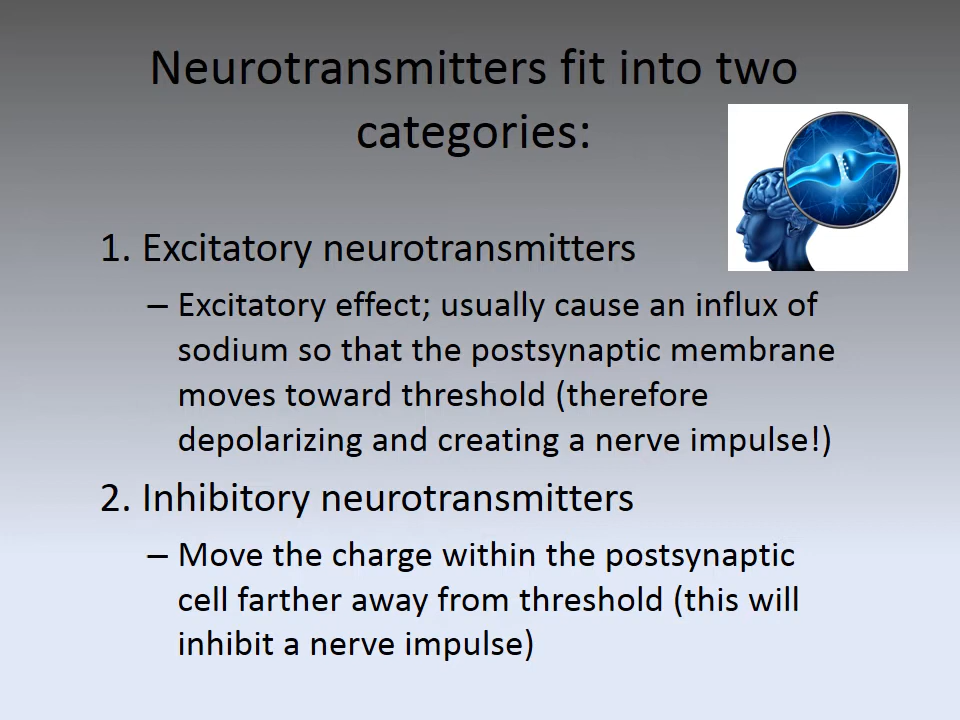 Neurotransmitters fit into two
categories:
1. Excitatory neurotransmitters
– Excitatory effect; usually cause an influx of
sodium so that the postsynaptic membrane
moves toward threshold (therefore
depolarizing and creating a nerve impulse!)
2. Inhibitory neurotransmitters
– Move the charge within the postsynaptic
cell farther away from threshold (this will
inhibit a nerve impulse)